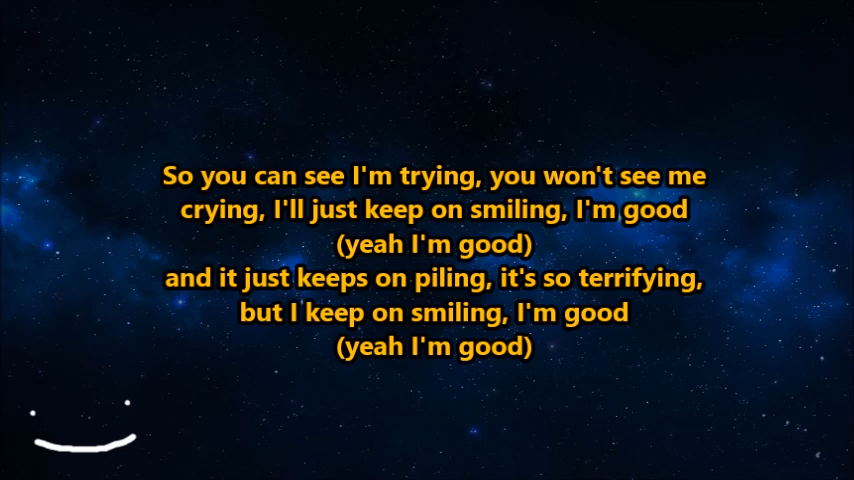 So you can see I'm trying, you won't see me
crying, I'll just keep on smiling, I'm good
(yeah I'm good)
and it just keeps on piling, it's so terrifying,
but I keep on smiling, I'm good
(yeah I'm good)